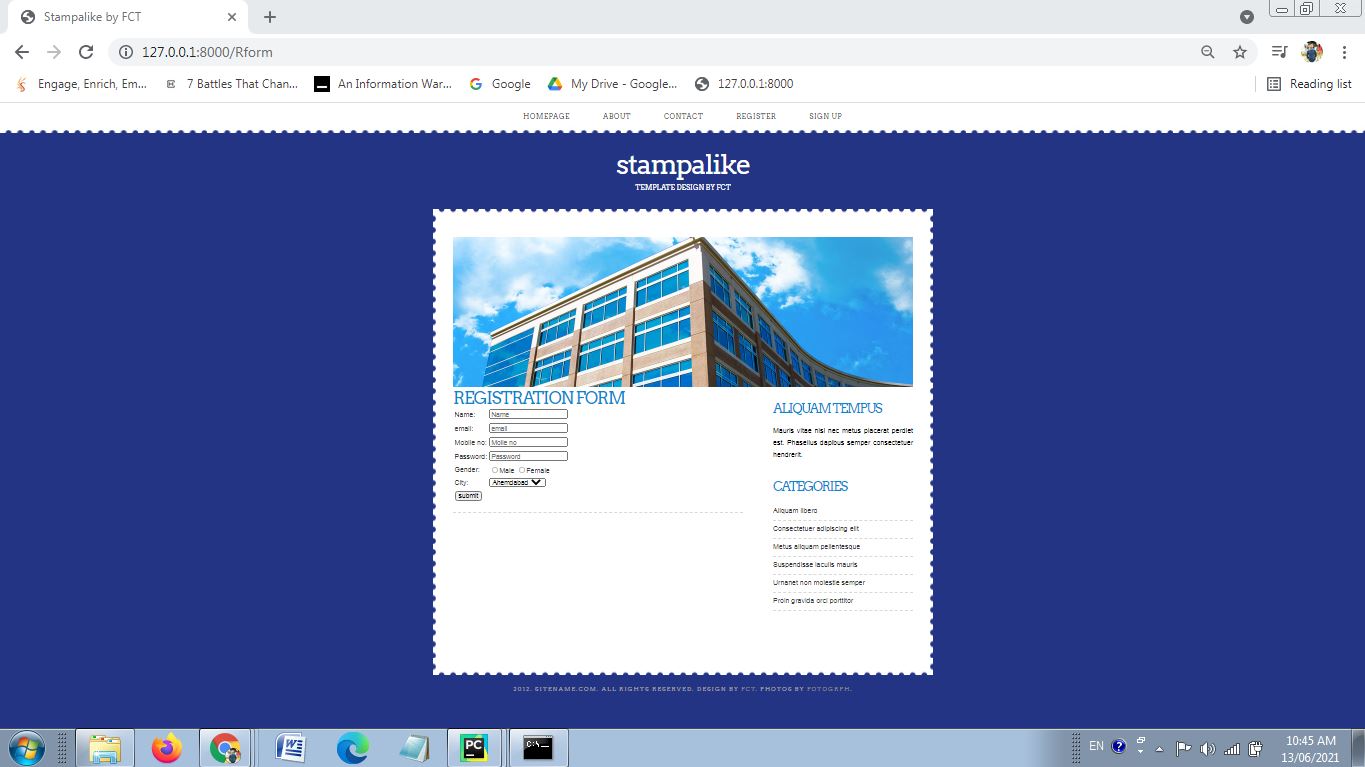 Stampalike by FCT
127.0.0.1:8000/Rform
Engage, Enrich, Em... 7 Battles That Chan... An Information War... Google My Drive - Google... 127.0.0.1:8000 Reading list
HOMEPAGE ABOUT CONTACT REGISTER SIGN UP
stampalike
TEMPLATE DESIGN BY FCT
REGISTRATION FORM
Name: Name
email: email
Mobile no: Molie no
Password: Password
Gender: Male Female
City: Ahemdabad
submit
ALIQUAM TEMPUS
Mauris vitae nisl nec metus placerat perdiet
est. Phasellus dapibus semper consectetuer
hendrerit.
CATEGORIES
Aliquam libero
Consectetuer adipiscing elit
Metus aliquam pellentesque
Suspendisse iaculis mauris
Urnanet non molestie semper
Proin gravida orci porttitor
2012. SITENAME.COM. ALL RIGHTS RESERVED. DESIGN BY FCT. PHOTOS BY FOTOGRPH.
W PC C:\ EN ? 10:45 AM
13/06/2021